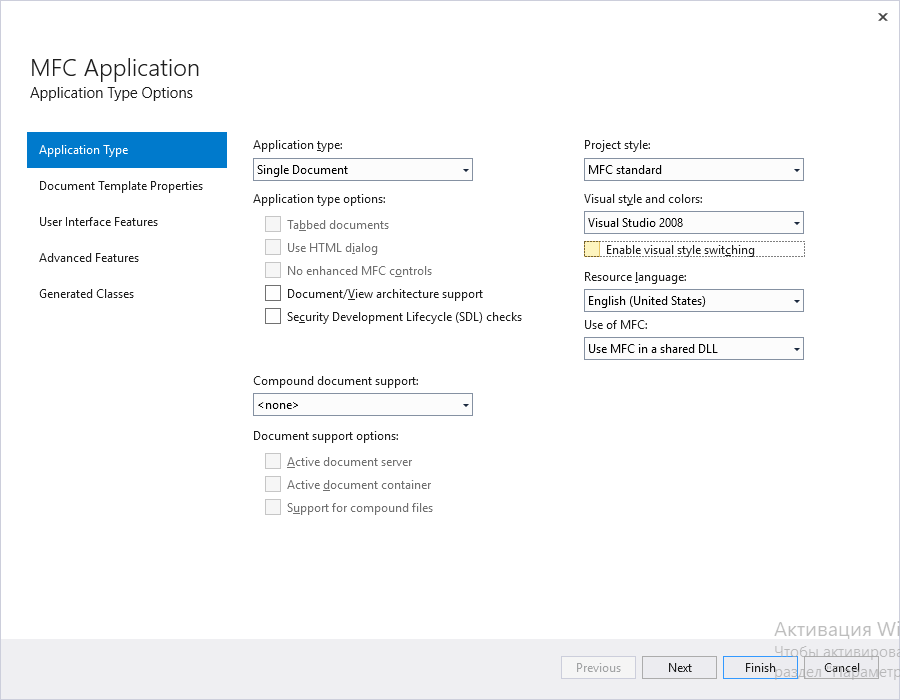 MFC Application
Application Type Options
Application Type
Document Template Properties
User Interface Features
Advanced Features
Generated Classes
Application type:
Single Document
Application type options:
Tabbed documents
Use HTML dialog
No enhanced MFC controls
Document/View architecture support
Security Development Lifecycle (SDL) checks
Compound document support:
<none>
Document support options:
Active document server
Active document container
Support for compound files
Project style:
MFC standard
Visual style and colors:
Visual Studio 2008
Enable visual style switching
Resource language:
English (United States)
Use of MFC:
Use MFC in a shared DLL
Активация Wi
Чтобы активирова
раздел "Параметр
Previous
Next
Finish
Cancel